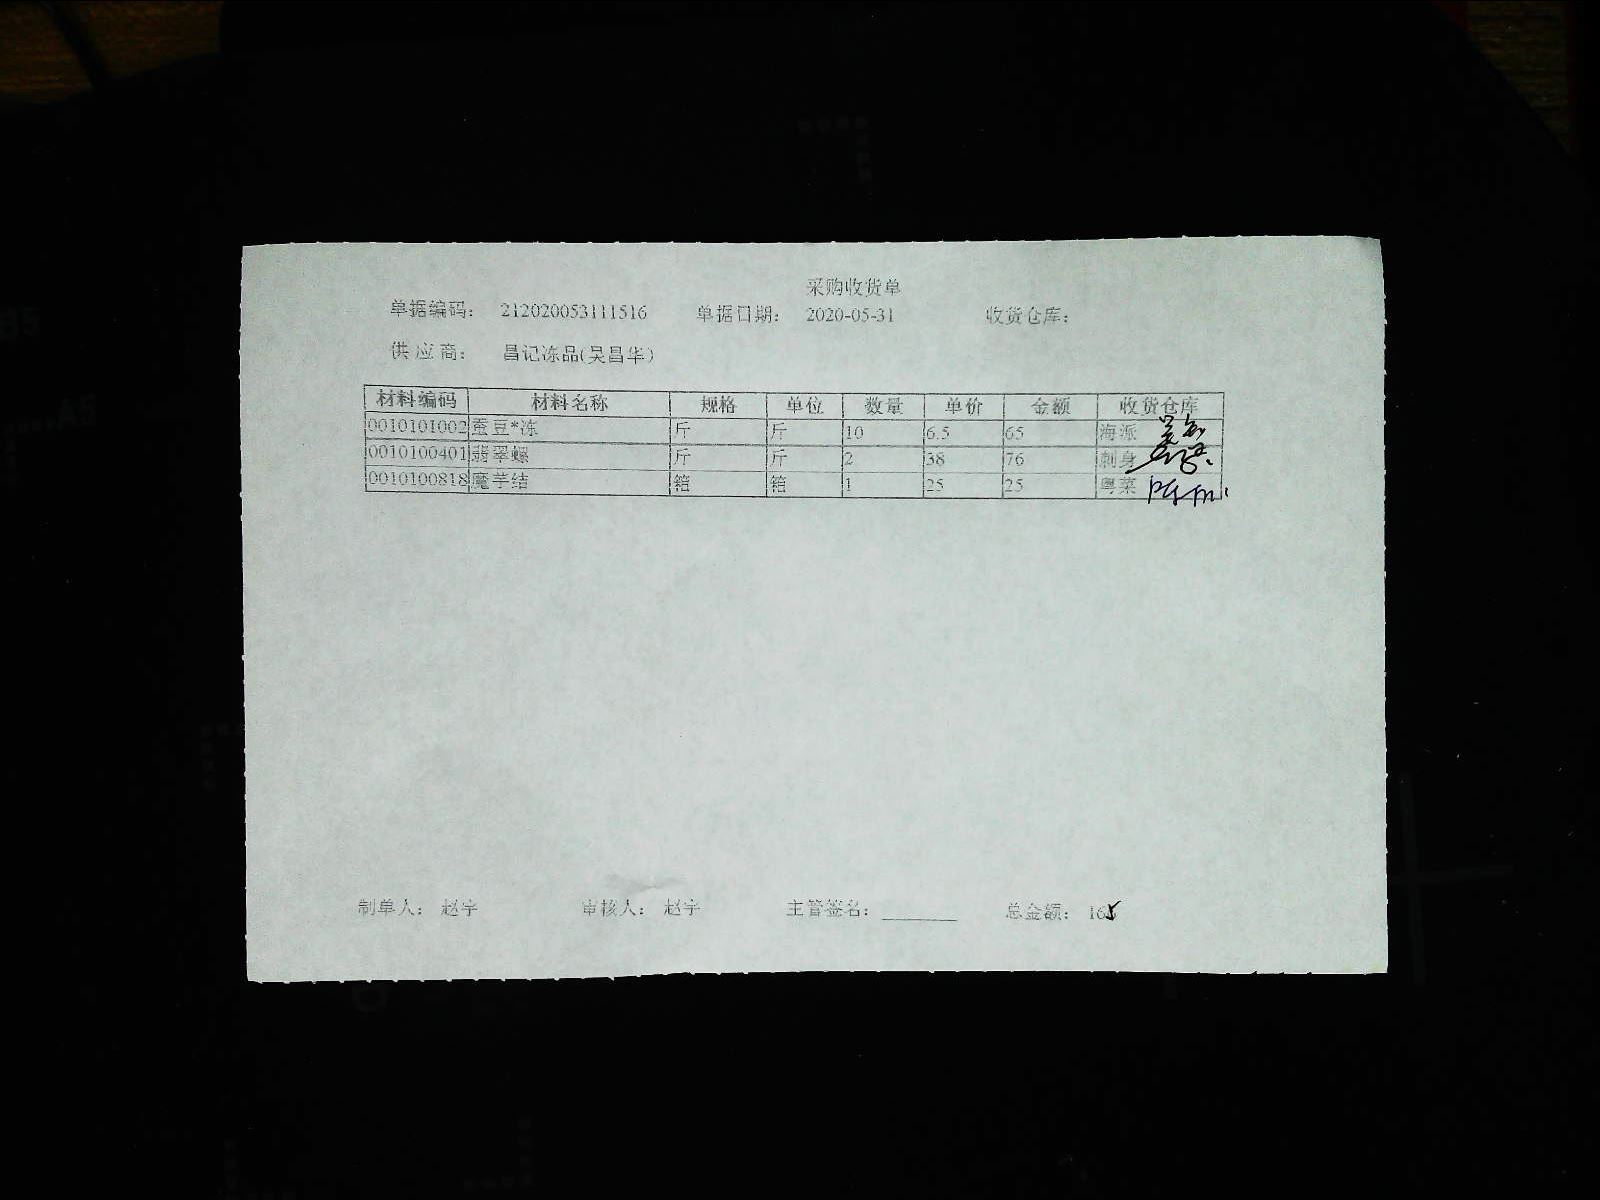 采购收货单
单据编码： 212020053111516 单据日期： 2020-05-31 收货仓库：
供应商： 昌记冻品(吴昌华)
材料编码 材料名称 规格 单位 数量 单价 金额 收货仓库
0010101002 蚕豆*冻 斤 斤 10 6.5 65 海派
0010100401 翡翠螺 斤 斤 2 38 76 刺身
0010100818 魔芋结 箱 箱 1 25 25 粤菜
制单人： 赵宇 审核人： 赵宇 主管签名： 总金额： 16
A5
B5